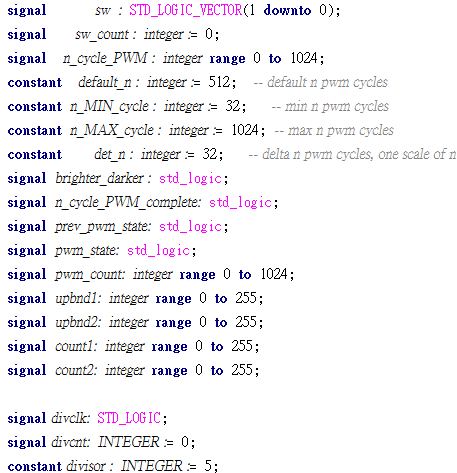 signal sw : STD_LOGIC_VECTOR(1 downto 0);
signal sw_count : integer := 0;
signal n_cycle_PWM : integer range 0 to 1024;
constant default_n : integer := 512; -- default n pwm cycles
constant n_MIN_cycle : integer := 32; -- min n pwm cycles
constant n_MAX_cycle : integer := 1024; -- max n pwm cycles
constant det_n : integer := 32; -- delta n pwm cycles, one scale of n
signal brighter_darker : std_logic;
signal n_cycle_PWM_complete: std_logic;
signal prev_pwm_state: std_logic;
signal pwm_state: std_logic;
signal pwm_count: integer range 0 to 1024;
signal upbnd1: integer range 0 to 255;
signal upbnd2: integer range 0 to 255;
signal count1: integer range 0 to 255;
signal count2: integer range 0 to 255;
signal divclk: STD_LOGIC;
signal divcnt: INTEGER := 0;
constant divisor : INTEGER := 5;